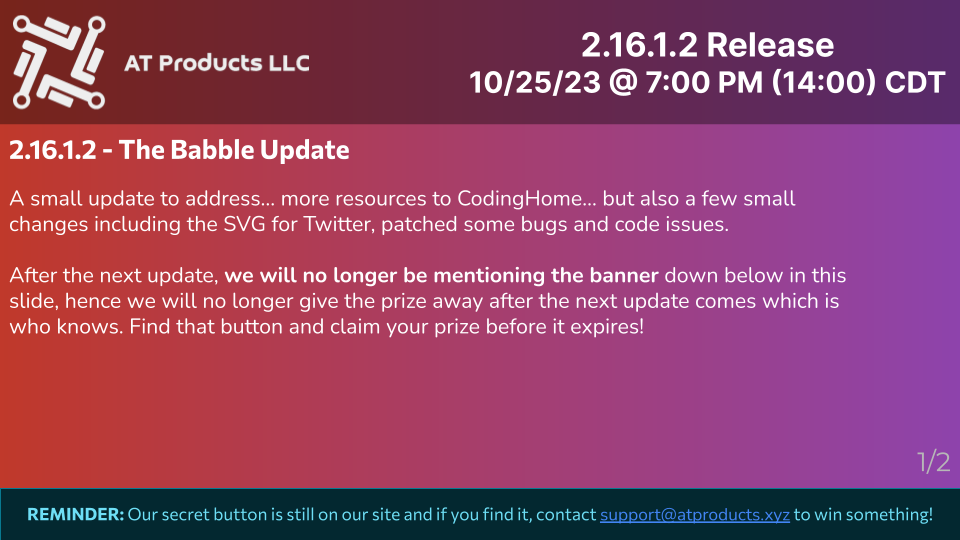 AT Products LLC
2.16.1.2 Release
10/25/23 @ 7:00 PM (14:00) CDT
2.16.1.2 - The Babble Update
A small update to address... more resources to CodingHome... but also a few small
changes including the SVG for Twitter, patched some bugs and code issues.
After the next update, we will no longer be mentioning the banner down below in this
slide, hence we will no longer give the prize away after the next update comes which is
who knows. Find that button and claim your prize before it expires!
1/2
REMINDER: Our secret button is still on our site and if you find it, contact support@atproducts.xyz to win something!